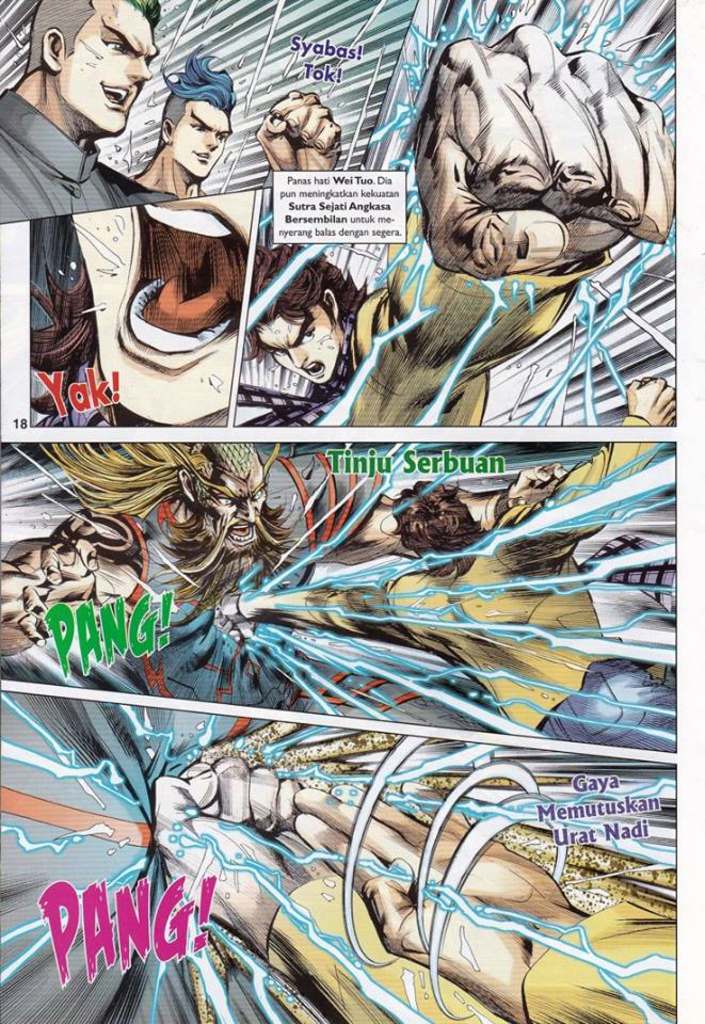 Syabas!
Tok!
Panas hati Wei Tuo. Dia
pun meningkatkan kekuatan
Sutra Sejati Angkasa
Bersembilan untuk me-
nyerang balas dengan segera.
Yak!
18
Tinju Serbuan
PANG!
Gaya
Memutuskan
Urat Nadi
PANG!